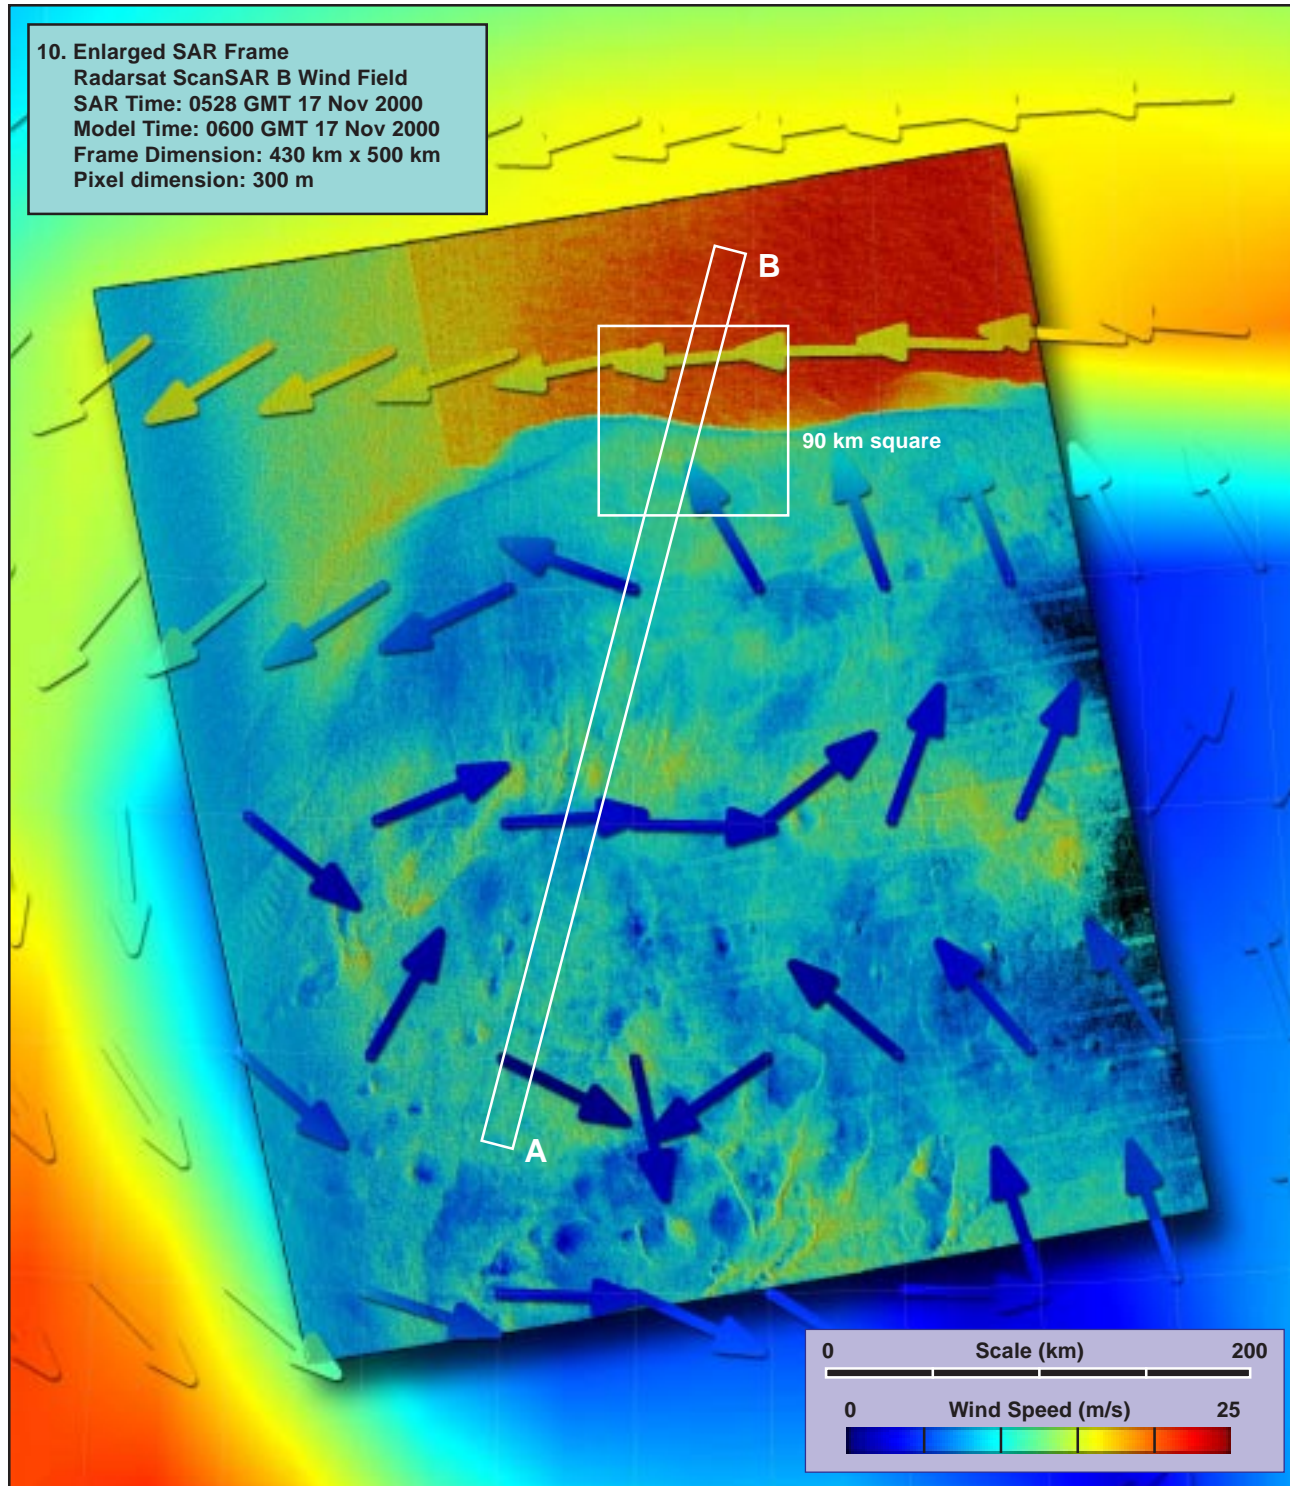 10. Enlarged SAR Frame
Radarsat ScanSAR B Wind Field
SAR Time: 0528 GMT 17 Nov 2000
Model Time: 0600 GMT 17 Nov 2000
Frame Dimension: 430 km x 500 km
Pixel dimension: 300 m
B
90 km square
A
0 Scale (km) 200
0 Wind Speed (m/s) 25